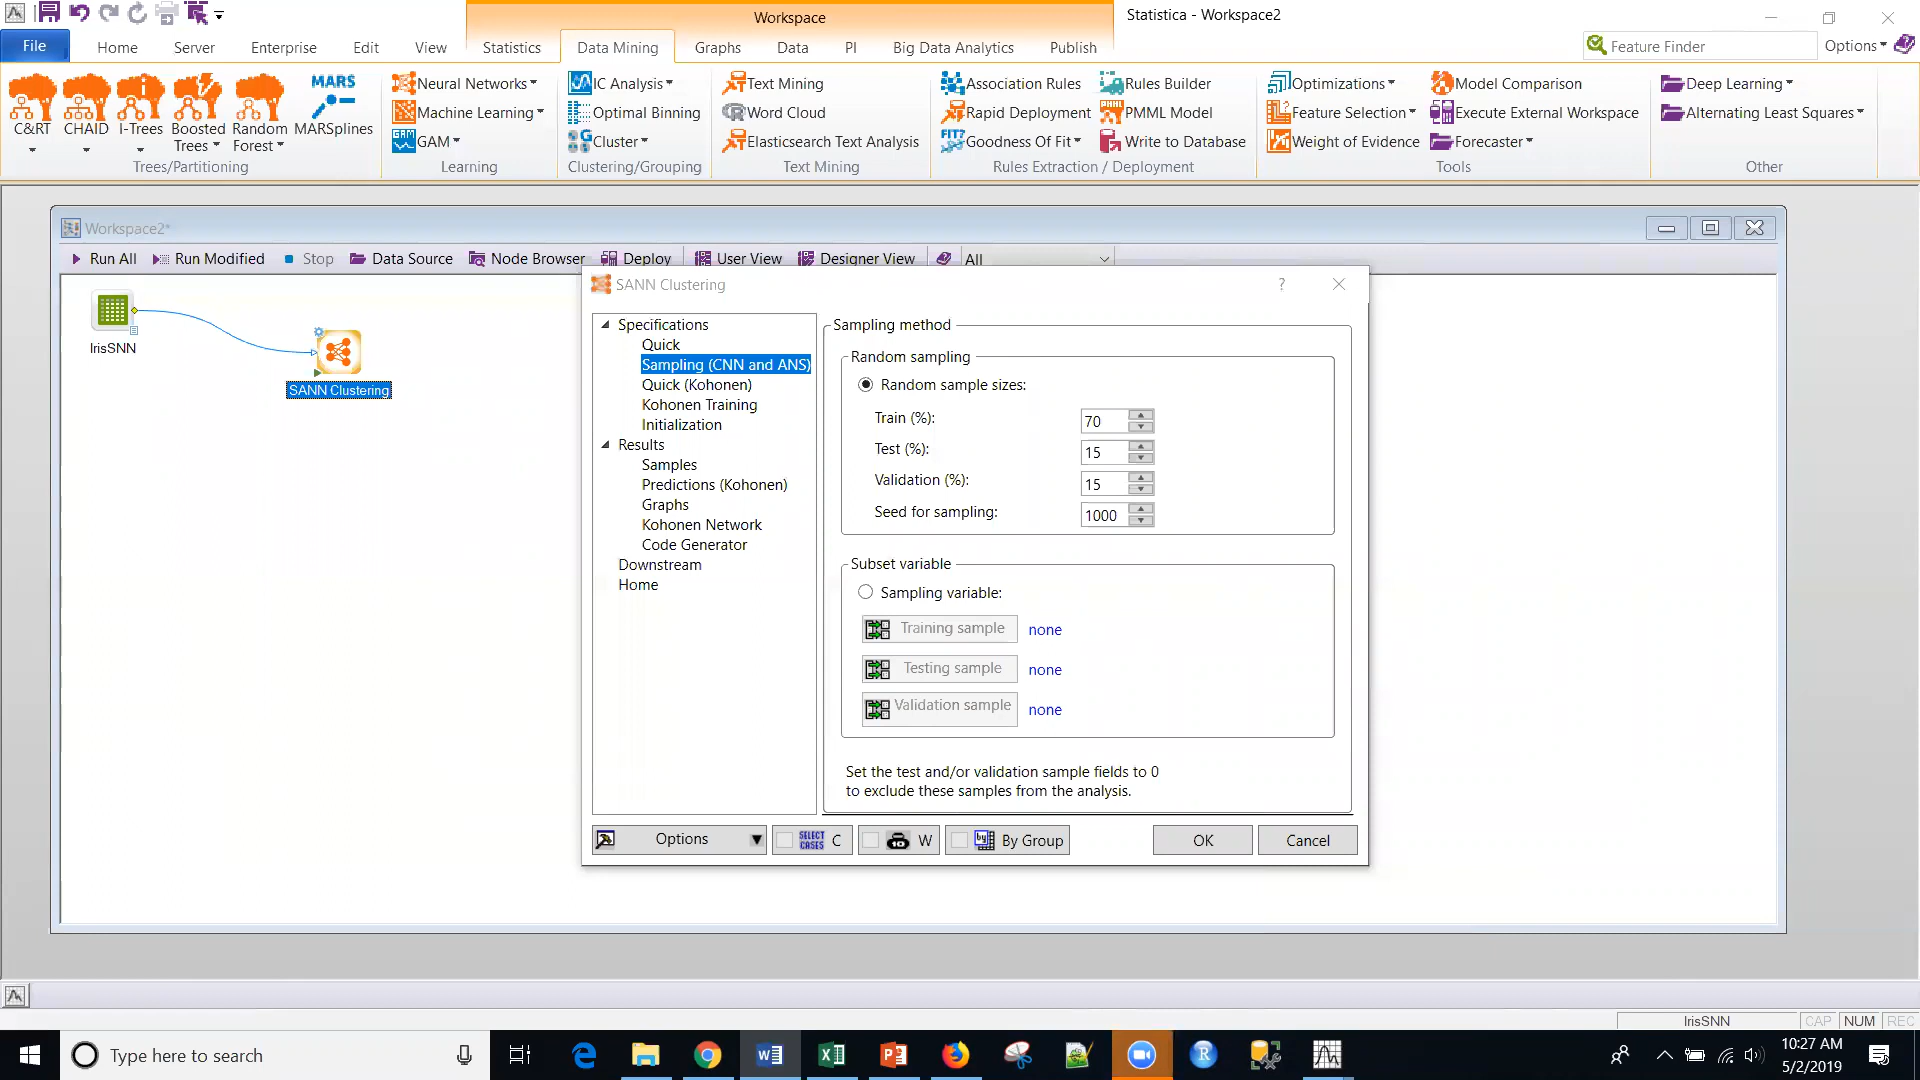 Workspace
Statistica - Workspace2
File
Home
Server
Enterprise
Edit
View
Statistics
Data Mining
Graphs
Data
PI
Big Data Analytics
Publish
Feature Finder
Options
C&RT
CHAID
I-Trees
Boosted Trees
Random Forest
MARS
MARSplines
Trees/Partitioning
Neural Networks
Machine Learning
GAM
Learning
IC Analysis
Optimal Binning
Cluster
Clustering/Grouping
Text Mining
Word Cloud
Elasticsearch Text Analysis
Text Mining
Association Rules
Rapid Deployment
FIT?
Goodness Of Fit
Rules Builder
PMML Model
Write to Database
Rules Extraction / Deployment
Optimizations
Feature Selection
Weight of Evidence
Model Comparison
Execute External Workspace
Forecaster
Tools
Deep Learning
Alternating Least Squares
Other
Workspace2*
Run All
Run Modified
Stop
Data Source
Node Browser
Deploy
User View
Designer View
All
IrisSNN
SANN Clustering
SANN Clustering
?
Specifications
Quick
Sampling (CNN and ANS)
Quick (Kohonen)
Kohonen Training
Initialization
Results
Samples
Predictions (Kohonen)
Graphs
Kohonen Network
Code Generator
Downstream
Home
Sampling method
Random sampling
Random sample sizes:
Train (%): 70
Test (%): 15
Validation (%): 15
Seed for sampling: 1000
Subset variable
Sampling variable:
Training sample none
Testing sample none
Validation sample none
Set the test and/or validation sample fields to 0
to exclude these samples from the analysis.
Options
SELECT CASES C
W
By Group
OK
Cancel
IrisSNN
CAP
NUM
REC
Type here to search
10:27 AM
5/2/2019